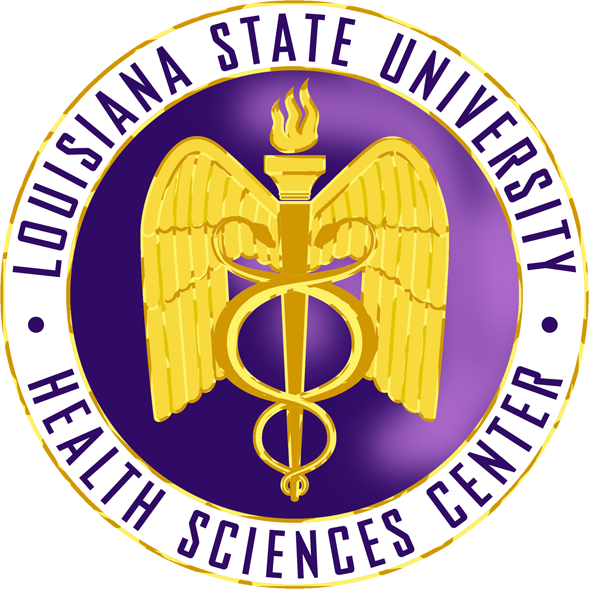 LOUISIANA STATE UNIVERSITY
HEALTH SCIENCES CENTER